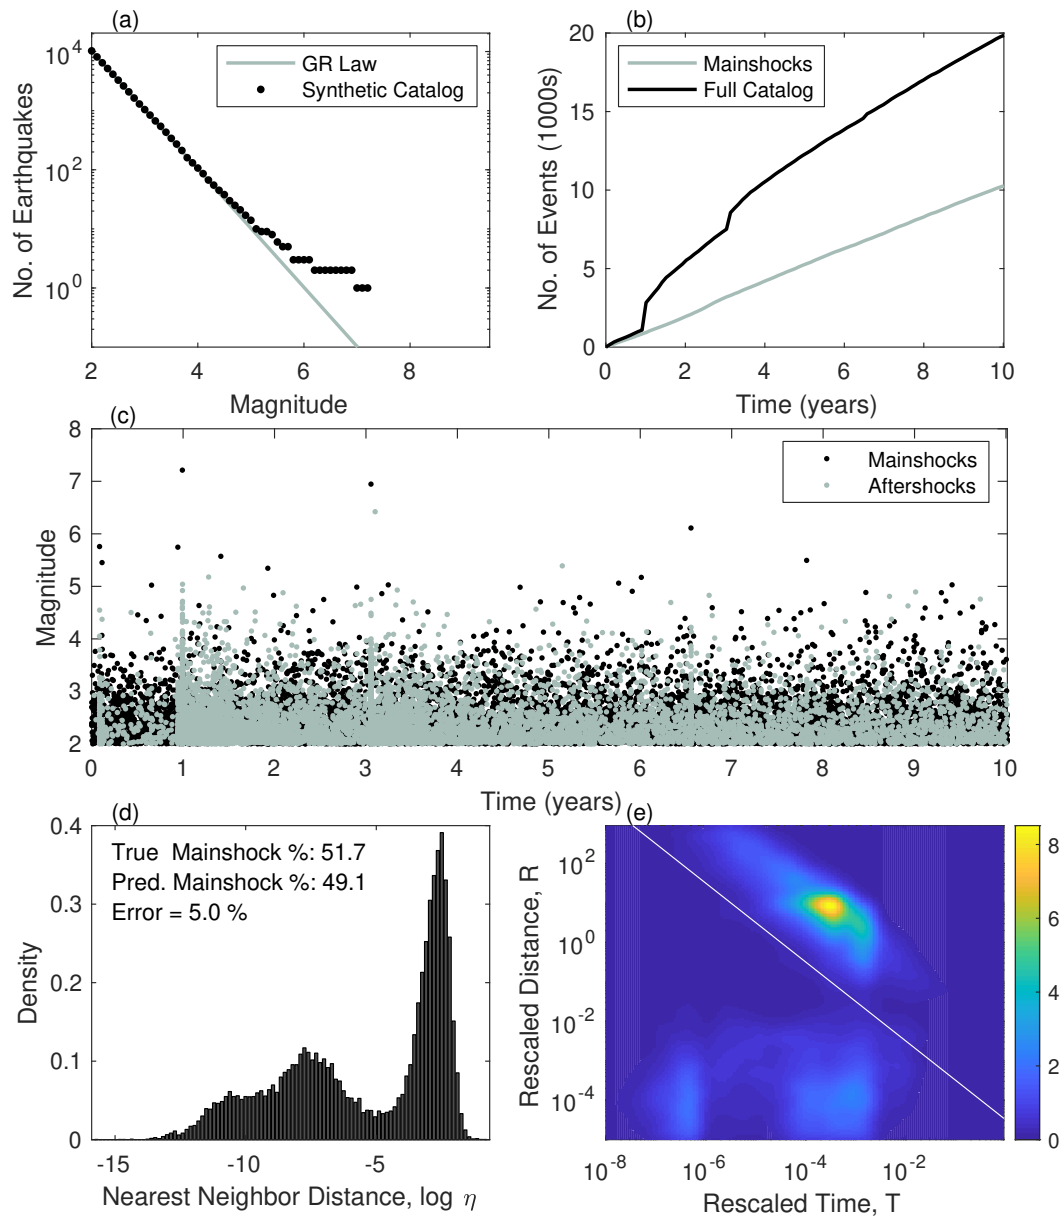 (a)
10^4
10^2
10^0
No. of Earthquakes
GR Law
Synthetic Catalog
2 4 6 8
Magnitude
(b)
20
15
10
5
0
No. of Events (1000s)
Mainshocks
Full Catalog
0 2 4 6 8 10
Time (years)
(c)
8
7
6
5
4
3
2
Magnitude
Mainshocks
Aftershocks
0 1 2 3 4 5 6 7 8 9 10
Time (years)
(d)
0.4
0.3
0.2
0.1
0
Density
True Mainshock %: 51.7
Pred. Mainshock %: 49.1
Error = 5.0 %
-15 -10 -5
Nearest Neighbor Distance, log η
(e)
10^2
10^0
10^-2
10^-4
Rescaled Distance, R
10^-8 10^-6 10^-4 10^-2
Rescaled Time, T
8
6
4
2
0